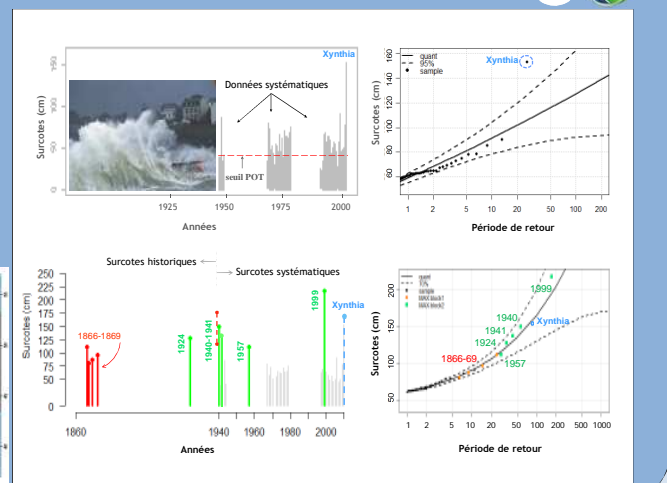 Xynthia
Données systématiques
seuil POT
Surcotes (cm)
150
100
50
0
1925 1950 1975 2000
Années
quant
95%
sample
Xynthia
Surcotes (cm)
160
140
120
100
80
60
1 2 5 10 20 50 100 200
Période de retour
Surcotes historiques
Surcotes systématiques
Surcotes (cm)
250
225
200
175
150
125
100
75
50
0
1866-1869
1924
1940-1941
1957
1999
Xynthia
1860 1940 1960 1980 2000
Années
quant
70%
sample
MAX block1
MAX block2
1999
1940
1941
1924
Xynthia
1866-69
1957
Surcotes (cm)
200
150
100
50
1 2 5 10 20 50 100 200 500 1000
Période de retour